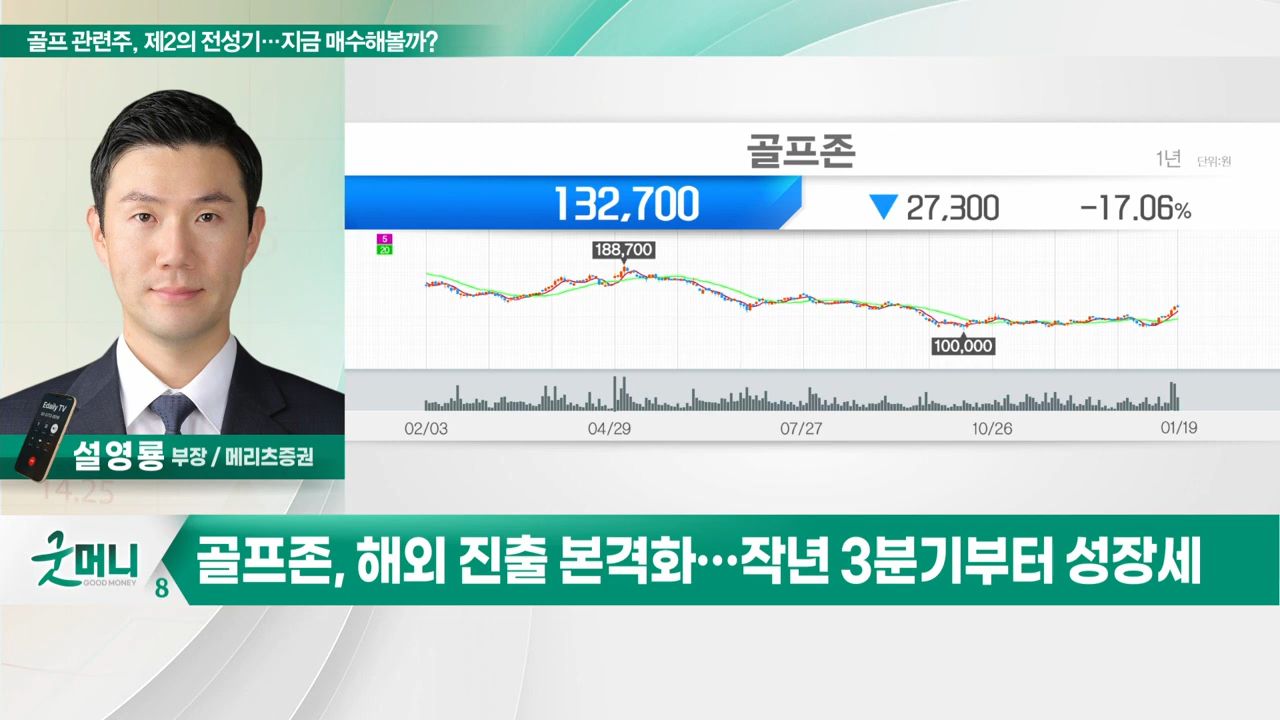 골프 관련주, 제2의 전성기…지금 매수해볼까?
골프존
1년 단위:원
132,700
▼ 27,300
-17.06%
5
20
188,700
100,000
02/03 04/29 07/27 10/26 01/19
Edaily TV
설영룡 부장 / 메리츠증권
14.25
굿머니
GOOD MONEY
8
골프존, 해외 진출 본격화…작년 3분기부터 성장세